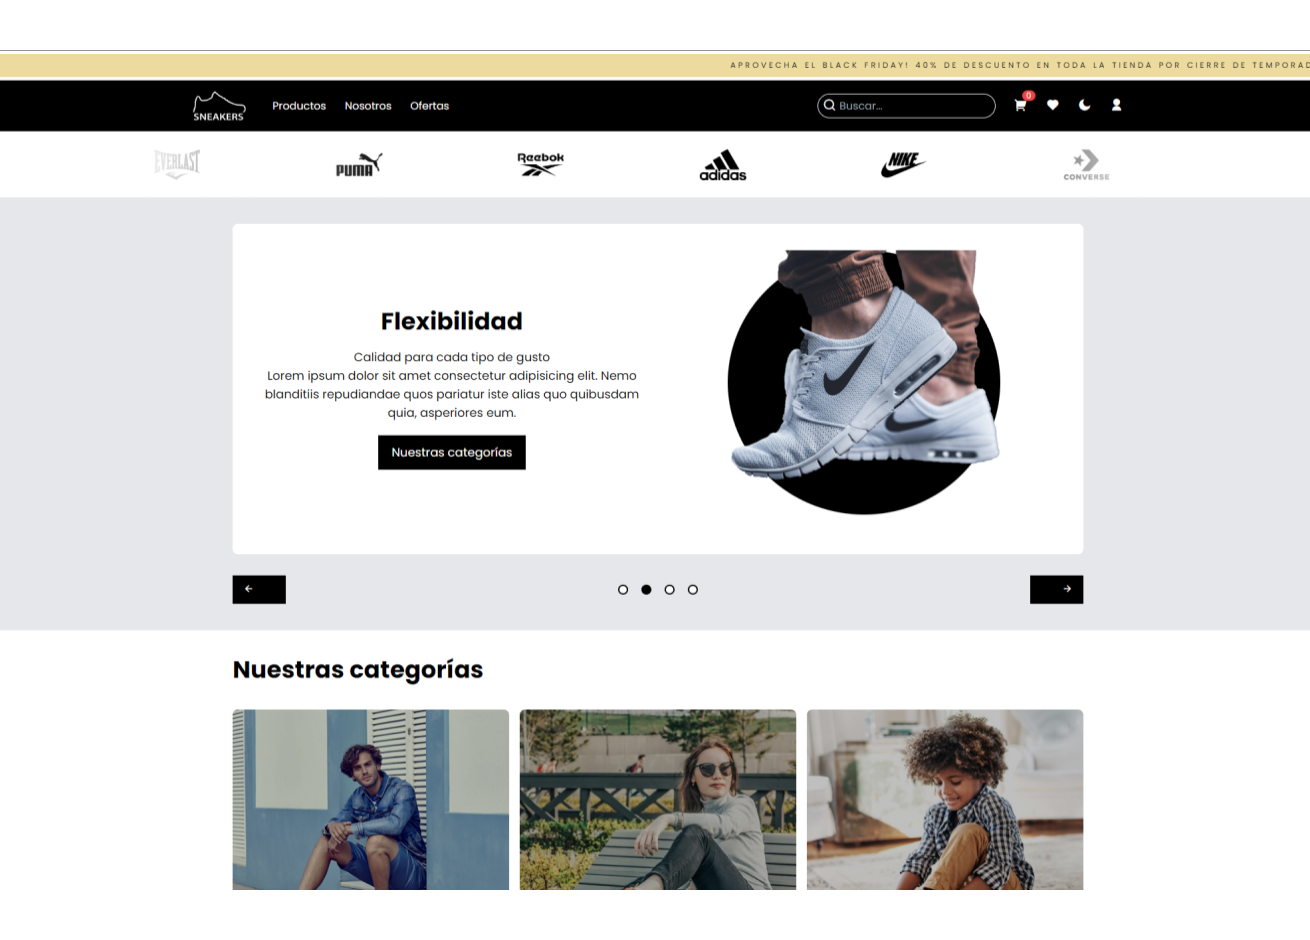 APROVECHA EL BLACK FRIDAY! 40% DE DESCUENTO EN TODA LA TIENDA POR CIERRE DE TEMPORAD
SNEAKERS
Productos Nosotros Ofertas
Buscar...
0
EVERLAST
PUMA
Reebok
adidas
NIKE
CONVERSE
Flexibilidad
Calidad para cada tipo de gusto
Lorem ipsum dolor sit amet consectetur adipisicing elit. Nemo
blanditiis repudiandae quos pariatur iste alias quo quibusdam
quia, asperiores eum.
Nuestras categorías
Nuestras categorías